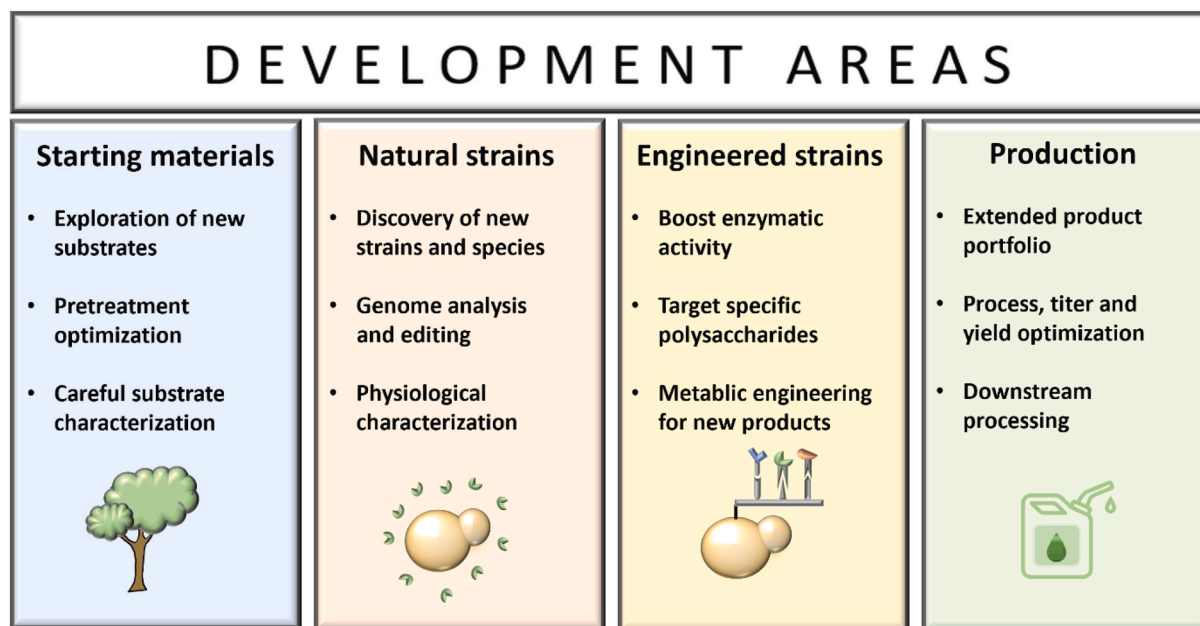 DEVELOPMENT AREAS
Starting materials
• Exploration of new
substrates
• Pretreatment
optimization
• Careful substrate
characterization
Natural strains
• Discovery of new
strains and species
• Genome analysis
and editing
• Physiological
characterization
Engineered strains
• Boost enzymatic
activity
• Target specific
polysaccharides
• Metablic engineering
for new products
Production
• Extended product
portfolio
• Process, titer and
yield optimization
• Downstream
processing